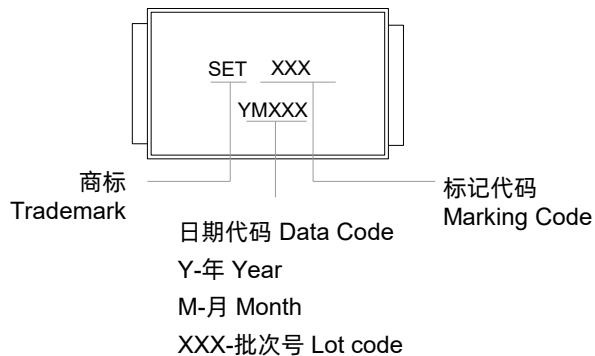 SET XXX
YMXXX
商标
Trademark
标记代码
Marking Code
日期代码 Data Code
Y-年 Year
M-月 Month
XXX-批次号 Lot code